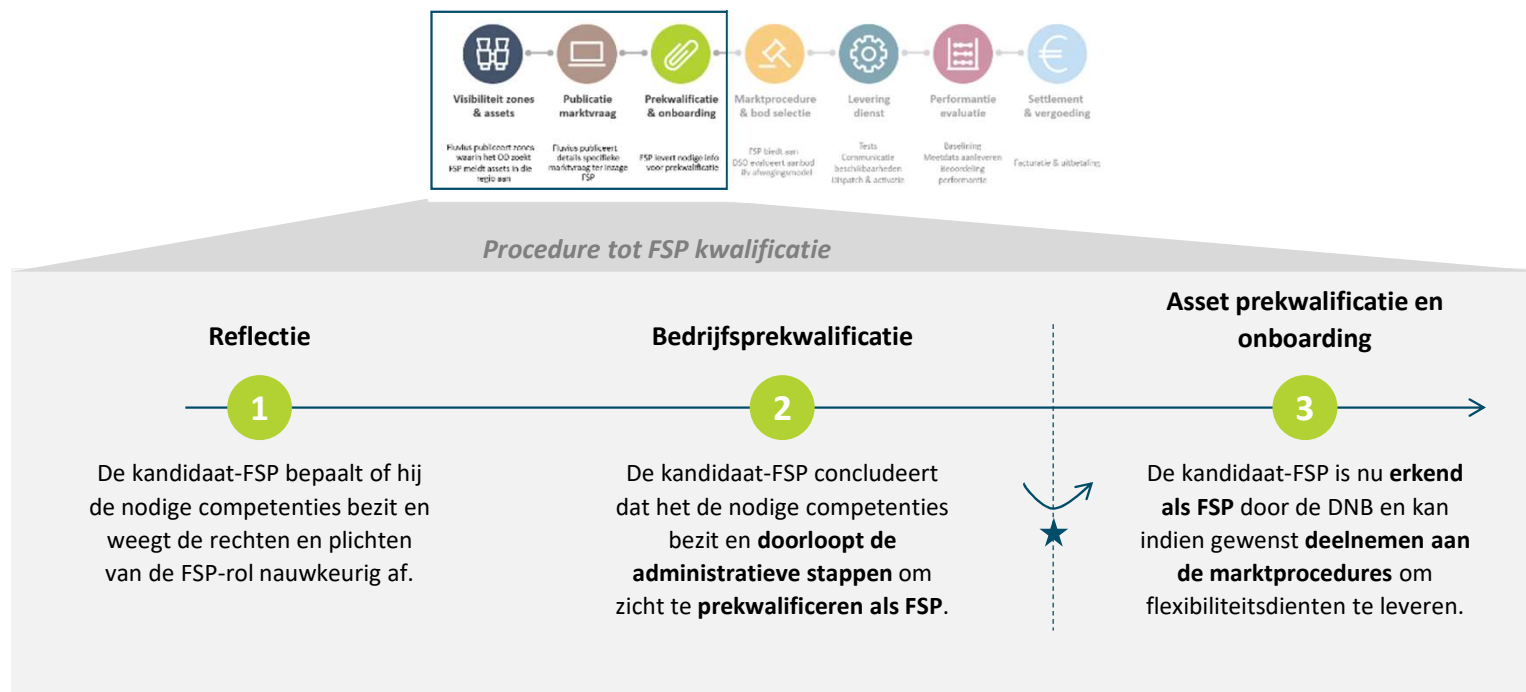 Visibiliteit zones
& assets
Publicatie
marktvraag
Prekwalificatie
& onboarding
Marktprocedure
& bod selectie
Levering
dienst
Performantie
evaluatie
Settlement
& vergoeding
Fluvius publiceert zones
waarin het OD zoekt
FSP meldt assets in die
regio aan
Fluvius publiceert
details specifieke
marktvraag ter inzage
FSP
FSP levert nodige info
voor prekwalificatie
FSP biedt aan
DSO evalueert aanbod
Bv afwegingsmodel
Tests
Communicatie
beschikbaarheden
Dispatch & activatie
Baselining
Meetdata aanleveren
Beoordeling
performantie
Facturatie & uitbetaling
Procedure tot FSP kwalificatie
Reflectie
1
De kandidaat-FSP bepaalt of hij
de nodige competenties bezit en
weegt de rechten en plichten
van de FSP-rol nauwkeurig af.
Bedrijfsprekwalificatie
2
De kandidaat-FSP concludeert
dat het de nodige competenties
bezit en doorloopt de
administratieve stappen om
zicht te prekwalificeren als FSP.
Asset prekwalificatie en
onboarding
3
De kandidaat-FSP is nu erkend
als FSP door de DNB en kan
indien gewenst deelnemen aan
de marktprocedures om
flexibiliteitsdienten te leveren.